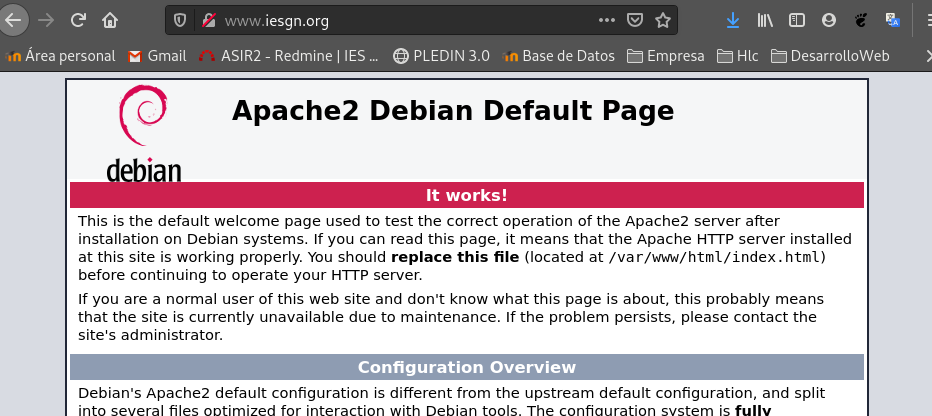 www.iesgn.org
Área personal Gmail ASIR2 - Redmine | IES ... PLEDIN 3.0 Base de Datos Empresa Hlc DesarrolloWeb
debian
Apache2 Debian Default Page
It works!
This is the default welcome page used to test the correct operation of the Apache2 server after
installation on Debian systems. If you can read this page, it means that the Apache HTTP server installed
at this site is working properly. You should replace this file (located at /var/www/html/index.html)
before continuing to operate your HTTP server.
If you are a normal user of this web site and don't know what this page is about, this probably means
that the site is currently unavailable due to maintenance. If the problem persists, please contact the
site's administrator.
Configuration Overview
Debian's Apache2 default configuration is different from the upstream default configuration, and split
into several files optimized for interaction with Debian tools. The configuration system is fully